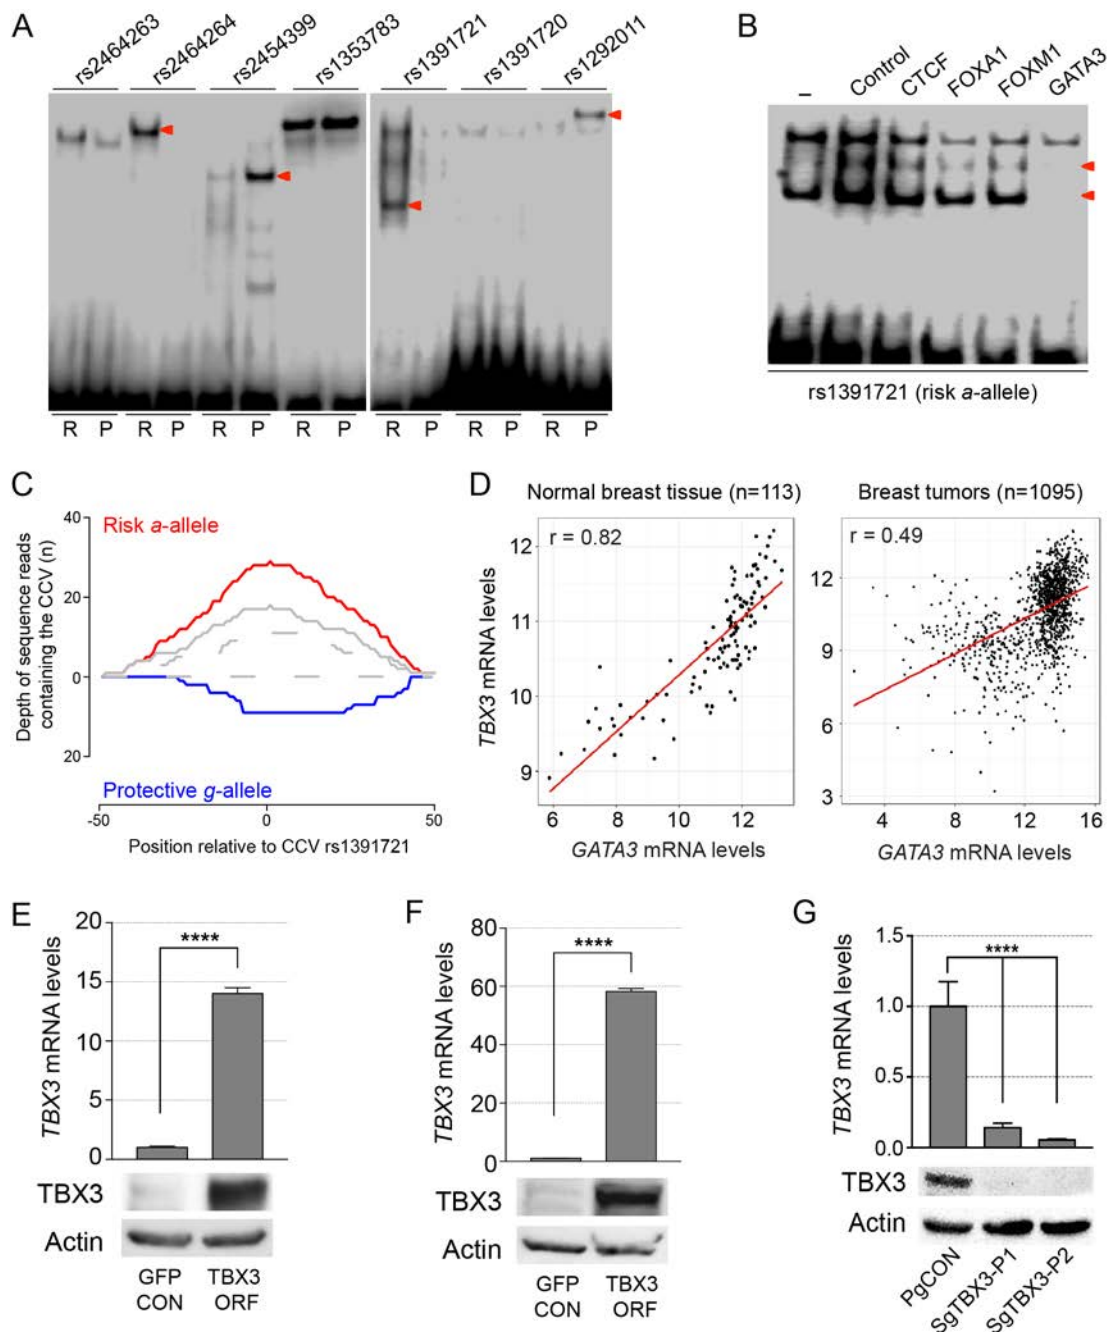 A
rs2464263
rs2464264
rs2454399
rs1353783
rs1391721
rs1391720
rs1292011
R P R P R P R P R P R P R P
B
– Control CTCF FOXA1 FOXM1 GATA3
rs1391721 (risk a-allele)
C
Depth of sequence reads
containing the CCV (n)
40
20
0
20
Risk a-allele
Protective g-allele
-50 0 50
Position relative to CCV rs1391721
D
Normal breast tissue (n=113)
r = 0.82
TBX3 mRNA levels
12
11
10
9
6 8 10 12
GATA3 mRNA levels
Breast tumors (n=1095)
r = 0.49
12
9
6
3
4 8 12 16
GATA3 mRNA levels
E
TBX3 mRNA levels
20
15
10
5
0
****
TBX3
Actin
GFP CON
TBX3 ORF
F
TBX3 mRNA levels
80
60
40
20
0
****
TBX3
Actin
GFP CON
TBX3 ORF
G
TBX3 mRNA levels
1.5
1.0
0.5
0.0
****
TBX3
Actin
PgCON
SgTBX3-P1
SgTBX3-P2